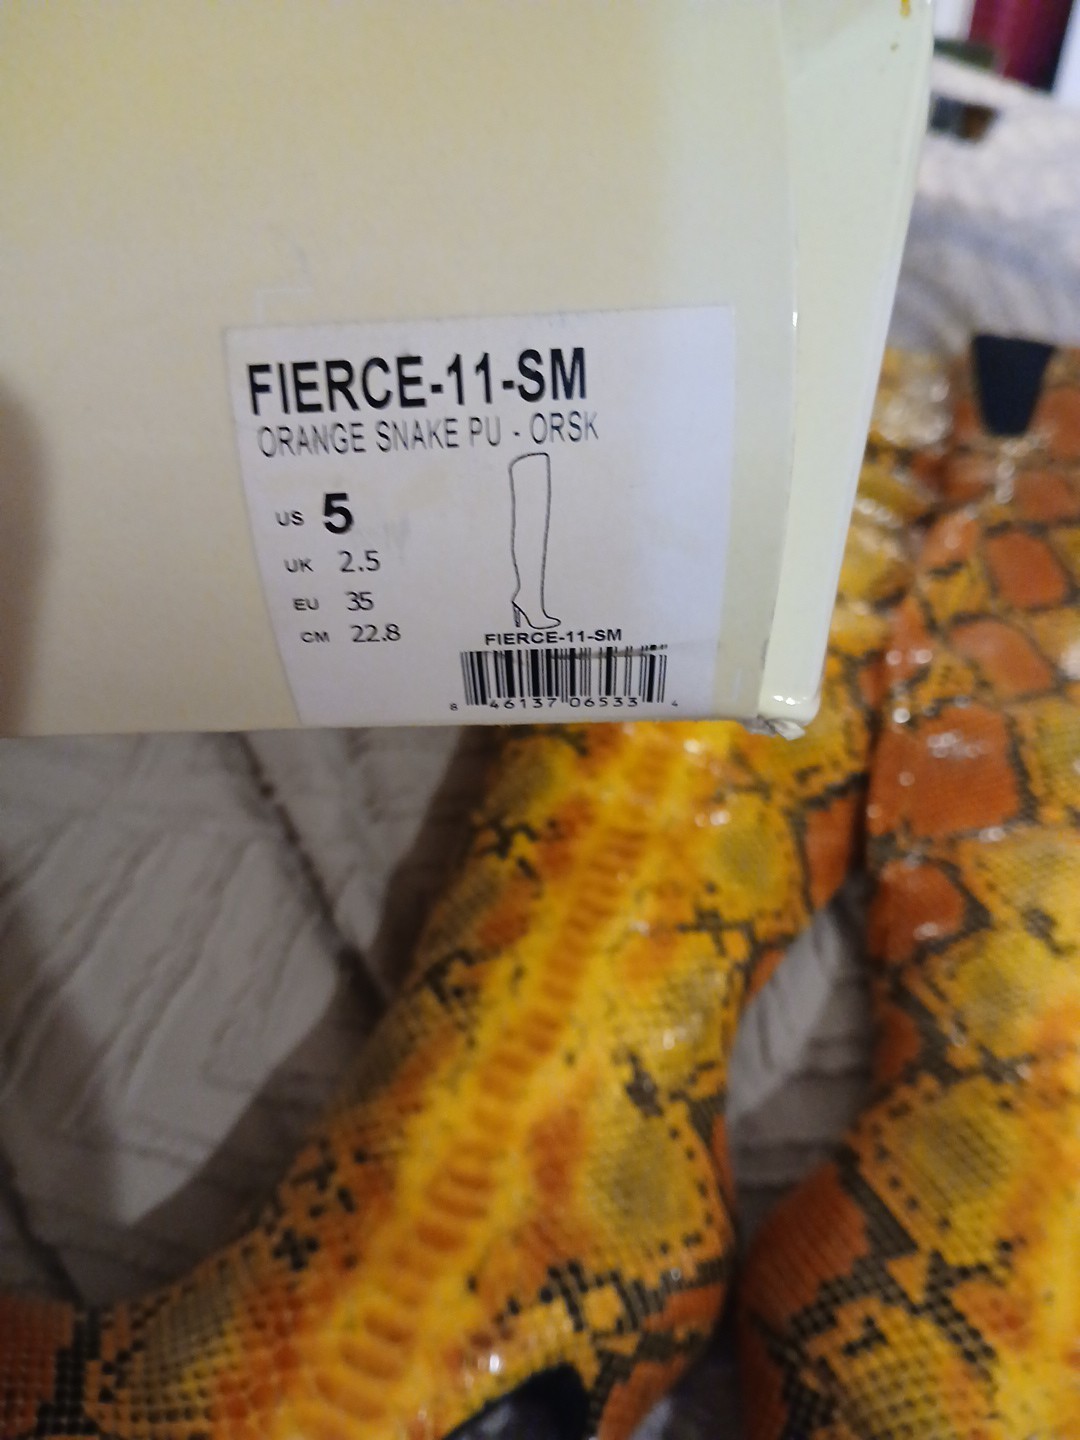 FIERCE-11-SM
ORANGE SNAKE PU - ORSK
US 5
UK 2.5
EU 35
CM 22.8
FIERCE-11-SM
8 46137 06533 4